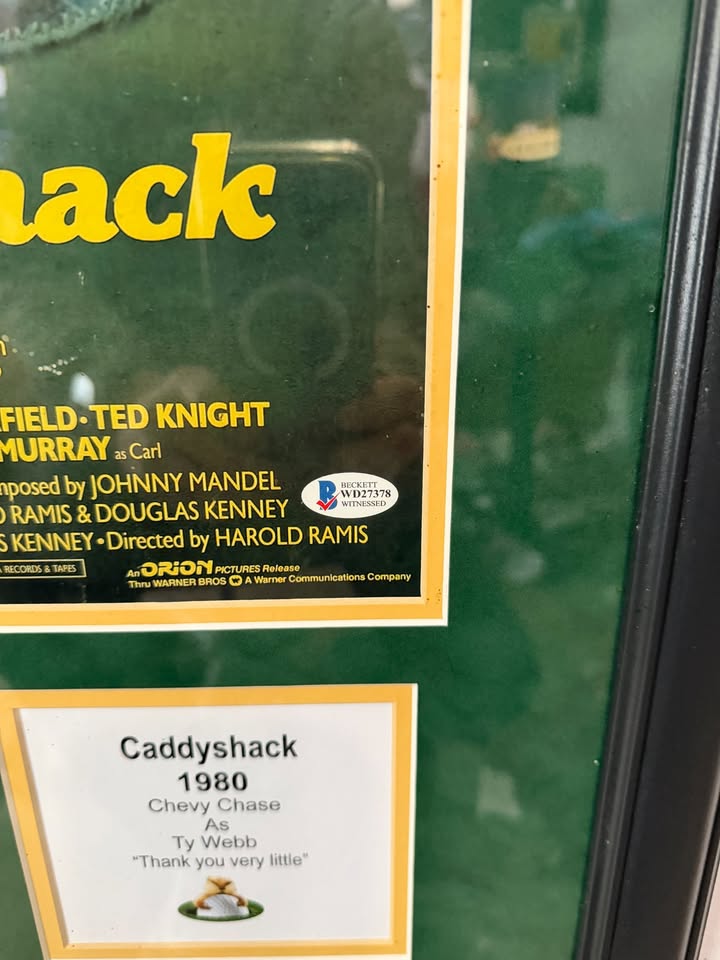 ack
FIELD·TED KNIGHT
MURRAY as Carl
mposed by JOHNNY MANDEL
D RAMIS & DOUGLAS KENNEY
S KENNEY•Directed by HAROLD RAMIS
RECORDS & TAPES
An ORION PICTURES Release
Thru WARNER BROS W A Warner Communications Company
B BECKETT
WD27378
WITNESSED
Caddyshack
1980
Chevy Chase
As
Ty Webb
"Thank you very little"